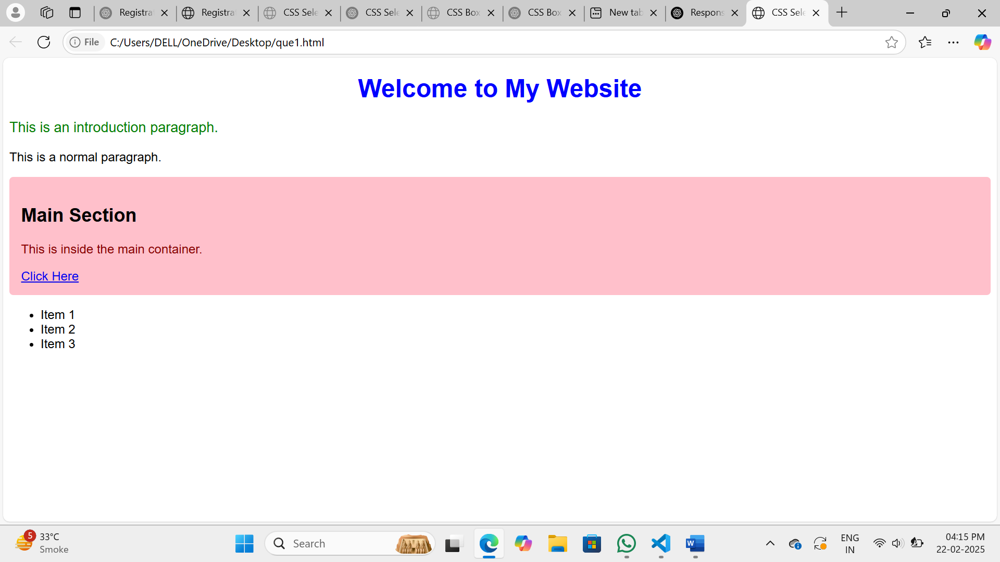 Registrat
Registrat
CSS Sele
CSS Sele
CSS Box
CSS Box
New tab
Respons
CSS Sele
File
C:/Users/DELL/OneDrive/Desktop/que1.html
Welcome to My Website
This is an introduction paragraph.
This is a normal paragraph.
Main Section
This is inside the main container.
Click Here
• Item 1
• Item 2
• Item 3
5
33°C
Smoke
Search
W
ENG
IN
04:15 PM
22-02-2025